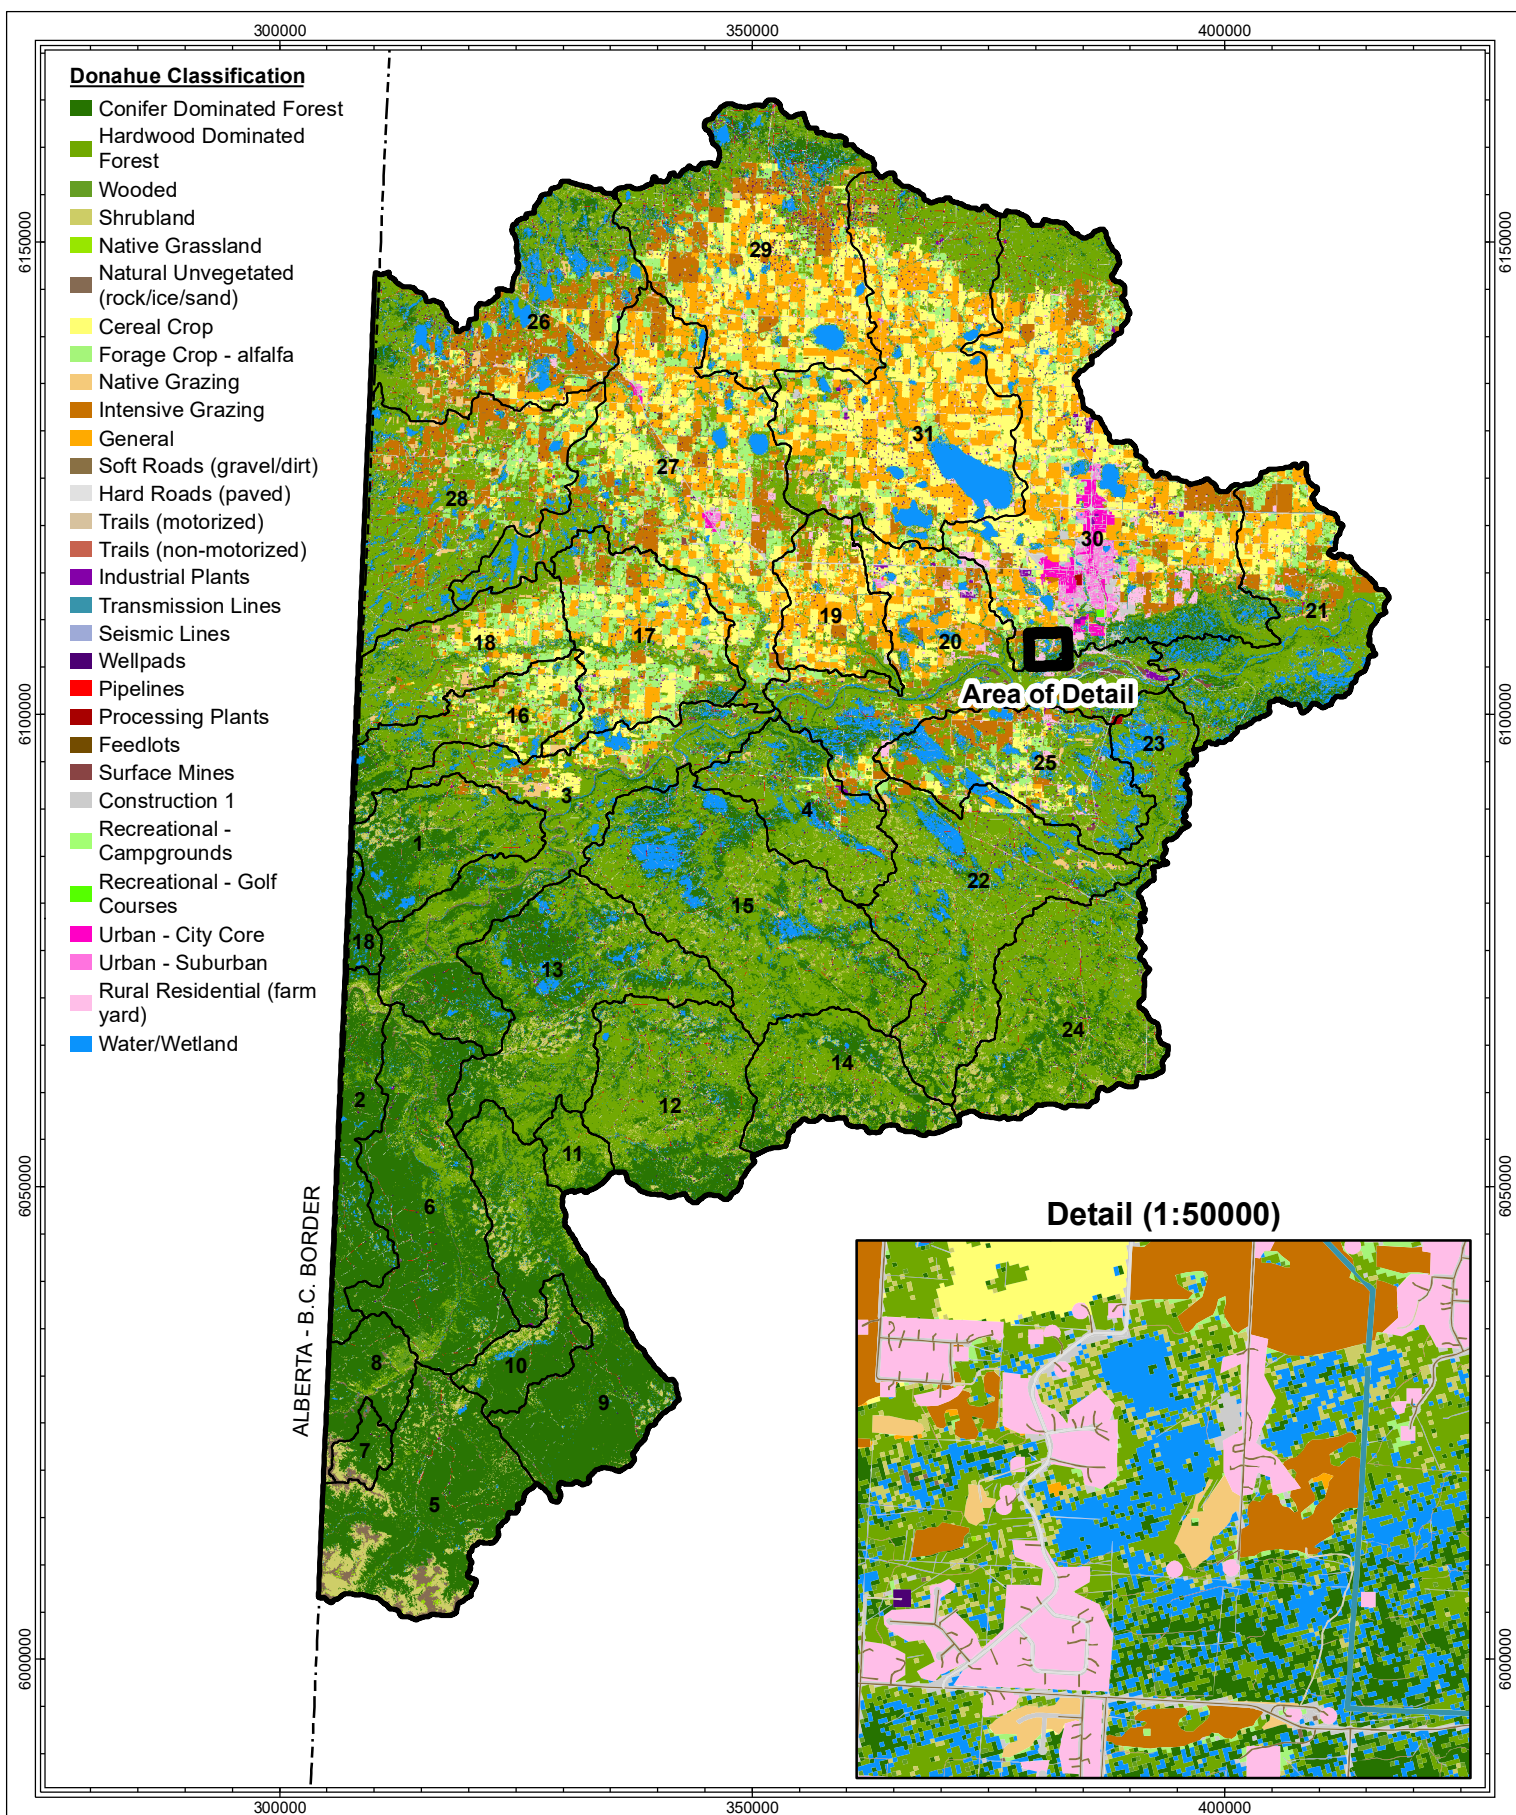 300000
350000
400000
Donahue Classification
Conifer Dominated Forest
Hardwood Dominated
Forest
Wooded
Shrubland
Native Grassland
Natural Unvegetated
(rock/ice/sand)
Cereal Crop
Forage Crop - alfalfa
Native Grazing
Intensive Grazing
General
Soft Roads (gravel/dirt)
Hard Roads (paved)
Trails (motorized)
Trails (non-motorized)
Industrial Plants
Transmission Lines
Seismic Lines
Wellpads
Pipelines
Processing Plants
Feedlots
Surface Mines
Construction 1
Recreational -
Campgrounds
Recreational - Golf
Courses
Urban - City Core
Urban - Suburban
Rural Residential (farm
yard)
Water/Wetland
6150000
6100000
6050000
6000000
6150000
6100000
6050000
6000000
29
26
31
27
28
30
21
19
18
17
20
Area of Detail
16
23
25
3
4
1
22
15
18
13
24
14
2
12
11
6
8
10
9
7
5
ALBERTA - B.C. BORDER
Detail (1:50000)
300000
350000
400000